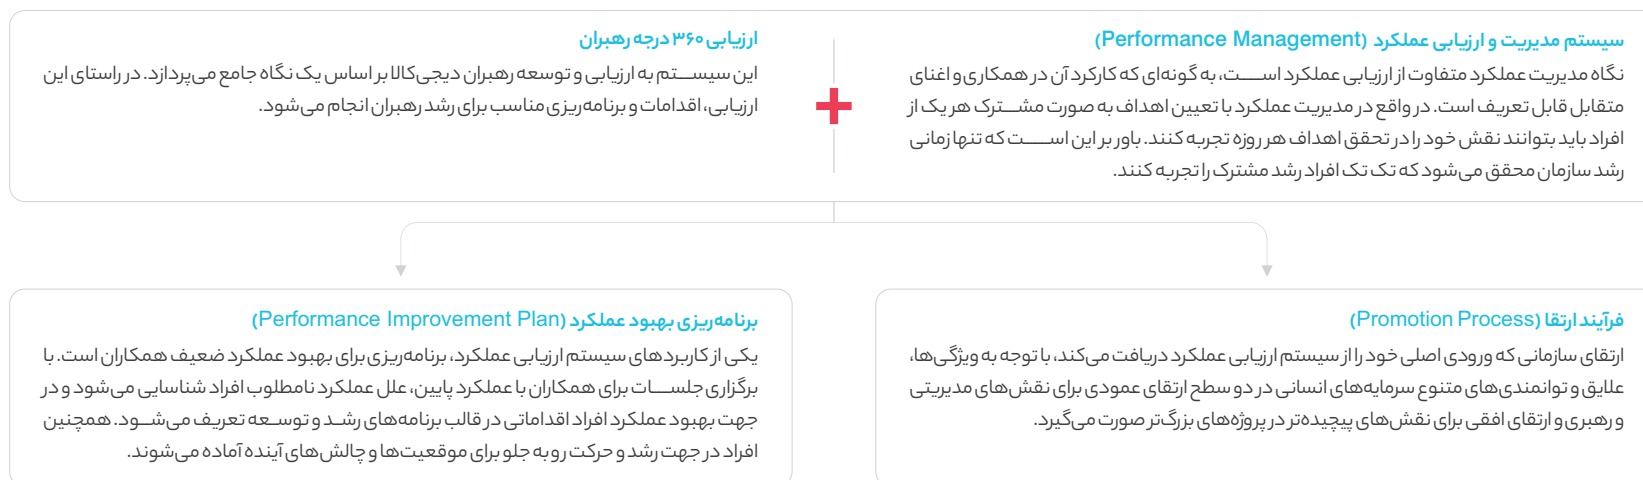 سیستم مدیریت و ارزیابی عملکرد (Performance Management)
نگاه مدیریت عملکرد متفاوت از ارزیابی عملکرد است، به گونه‌ای که کارکرد آن در همکاری و اغنای
متقابل قابل تعریف است. در واقع در مدیریت عملکرد با تعیین اهداف به صورت مشترک هر یک از
افراد باید بتوانند نقش خود را در تحقق اهداف هر روزه تجربه کنند. باور بر این است که تنها زمانی
رشد سازمان محقق می‌شود که تک تک افراد رشد مشترک را تجربه کنند.
ارزیابی ۳۶۰ درجه رهبران
این سیستم به ارزیابی و توسعه رهبران دیجی‌کالا بر اساس یک نگاه جامع می‌پردازد. در راستای این
ارزیابی، اقدامات و برنامه‌ریزی مناسب برای رشد رهبران انجام می‌شود.
فرآیند ارتقا (Promotion Process)
ارتقای سازمانی که ورودی اصلی خود را از سیستم ارزیابی عملکرد دریافت می‌کند، با توجه به ویژگی‌ها،
علایق و توانمندی‌های متنوع سرمایه‌های انسانی در دو سطح ارتقای عمودی برای نقش‌های مدیریتی
و رهبری و ارتقای افقی برای نقش‌های پیچیده‌تر در پروژه‌های بزرگ‌تر صورت می‌گیرد.
برنامه‌ریزی بهبود عملکرد (Performance Improvement Plan)
یکی از کاربردهای سیستم ارزیابی عملکرد، برنامه‌ریزی برای بهبود عملکرد ضعیف همکاران است. با
برگزاری جلسات برای همکاران با عملکرد پایین، علل عملکرد نامطلوب افراد شناسایی می‌شود و در
جهت بهبود عملکرد افراد اقداماتی در قالب برنامه‌های رشد و توسعه تعریف می‌شود. همچنین
افراد در جهت رشد و حرکت رو به جلو برای موقعیت‌ها و چالش‌های آینده آماده می‌شوند.